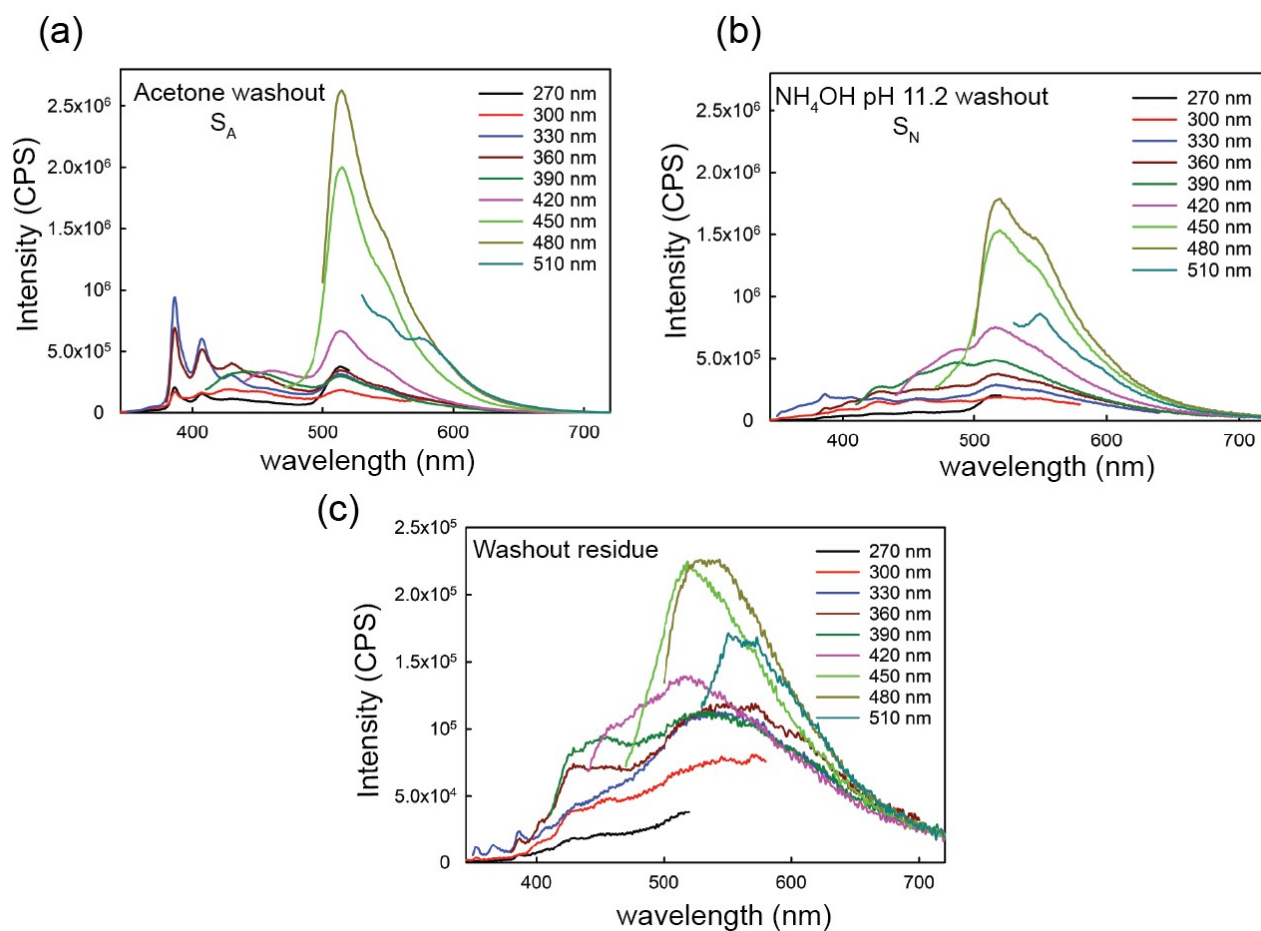 (a)
Acetone washout
S_A
270 nm
300 nm
330 nm
360 nm
390 nm
420 nm
450 nm
480 nm
510 nm
2.5x10⁶
2.0x10⁶
1.5x10⁶
10⁶
5.0x10⁵
0
400
500
600
700
Intensity (CPS)
wavelength (nm)
(b)
NH₄OH pH 11.2 washout
S_N
270 nm
300 nm
330 nm
360 nm
390 nm
420 nm
450 nm
480 nm
510 nm
2.5x10⁶
2.0x10⁶
1.5x10⁶
10⁶
5.0x10⁵
0
400
500
600
700
Intensity (CPS)
wavelength (nm)
(c)
Washout residue
270 nm
300 nm
330 nm
360 nm
390 nm
420 nm
450 nm
480 nm
510 nm
2.5x10⁵
2.0x10⁵
1.5x10⁵
10⁵
5.0x10⁴
0
400
500
600
700
Intensity (CPS)
wavelength (nm)